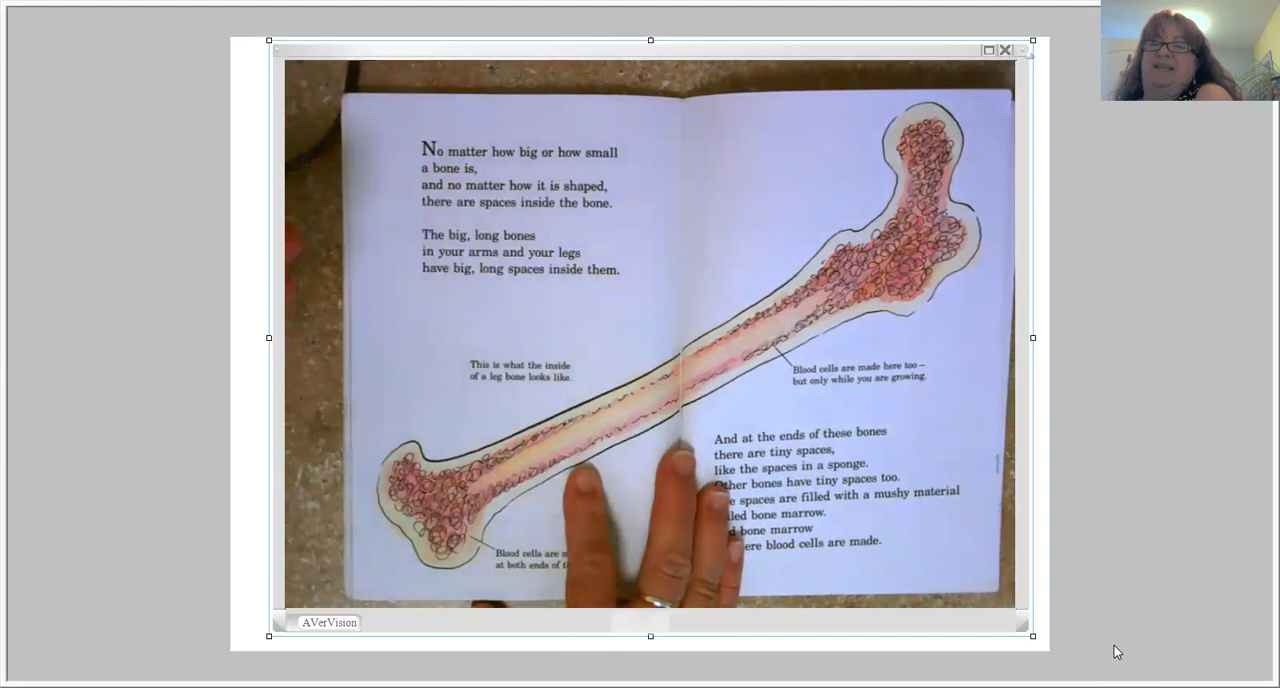 No matter how big or how small
a bone is,
and no matter how it is shaped,
there are spaces inside the bone.
The big, long bones
in your arms and your legs
have big, long spaces inside them.
This is what the inside
of a leg bone looks like.
Blood cells are
at both ends of
Blood cells are made here too –
but only while you are growing.
And at the ends of these bones
there are tiny spaces,
like the spaces in a sponge.
Other bones have tiny spaces too.
spaces are filled with a mushy material
bone marrow.
bone marrow
blood cells are made.
AVerVision